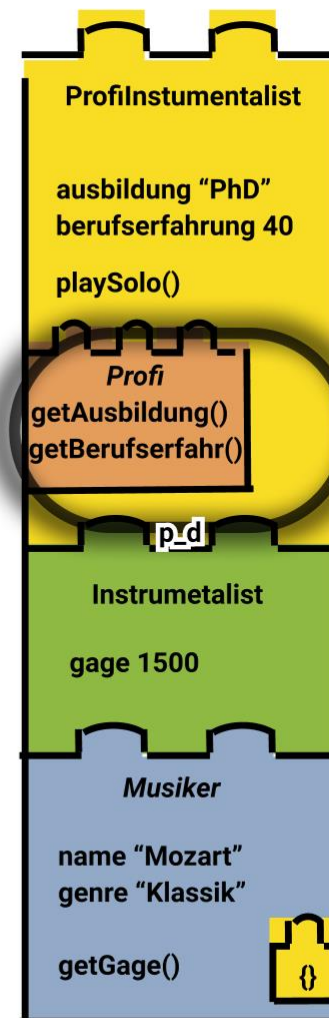 ProfiInstumentalist
ausbildung “PhD”
berufserfahrung 40
playSolo()
Profi
getAusbildung()
getBerufserfahr()
p_d
Instrumetalist
gage 1500
Musiker
name “Mozart”
genre “Klassik”
getGage()
{}